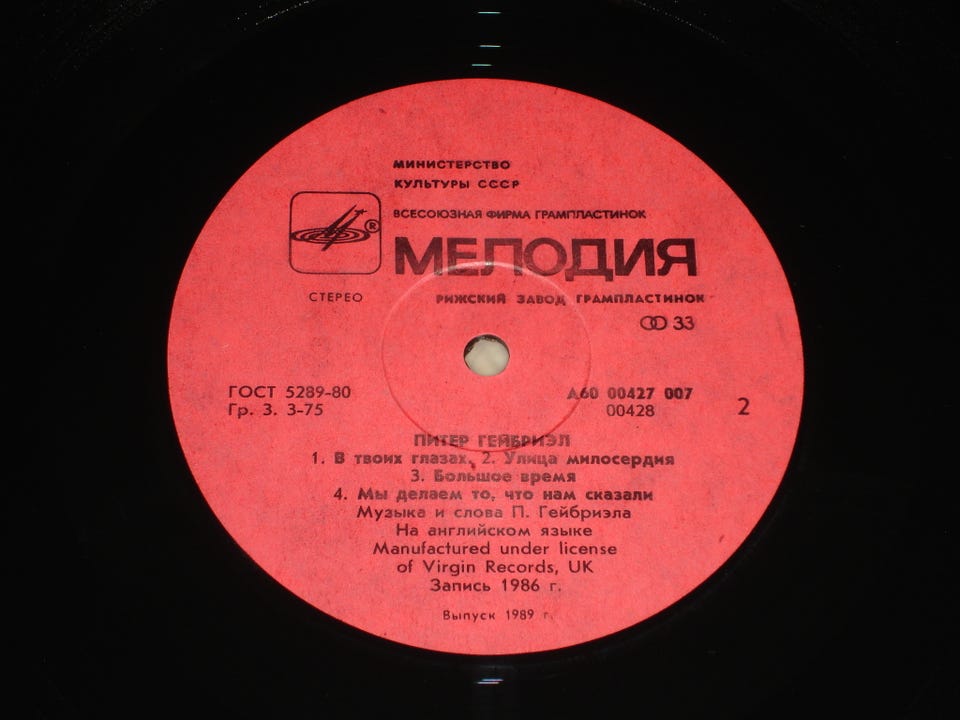 МИНИСТЕРСТВО
КУЛЬТУРЫ СССР
ВСЕСОЮЗНАЯ ФИРМА ГРАМПЛАСТИНОК
®
МЕЛОДИЯ
СТЕРЕО
РИЖСКИЙ ЗАВОД ГРАМПЛАСТИНОК
33
ГОСТ 5289-80
Гр. 3. 3-75
А60 00427 007
00428
2
ПИТЕР ГЕЙБРИЭЛ
1. В твоих глазах, 2. Улица милосердия
3. Большое время
4. Мы делаем то, что нам сказали
Музыка и слова П. Гейбриэла
На английском языке
Manufactured under license
of Virgin Records, UK
Запись 1986 г.
Выпуск 1989 г.